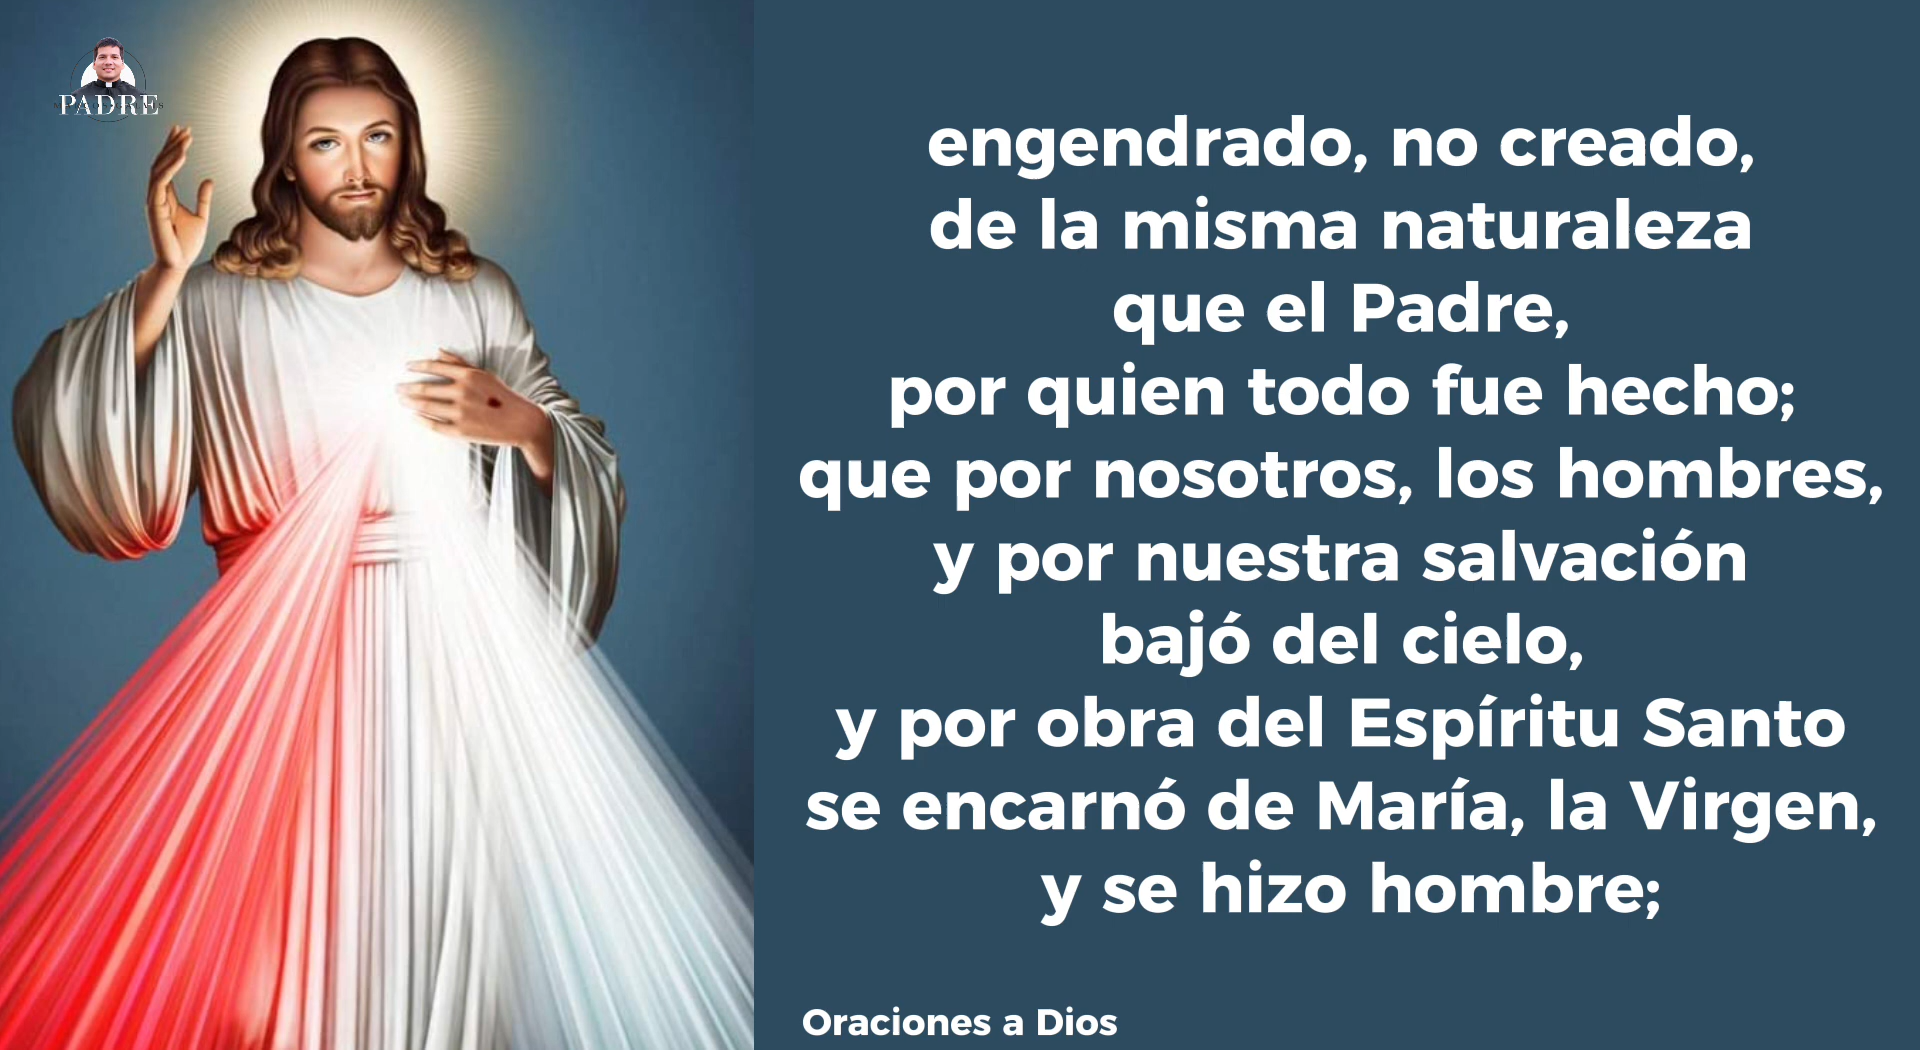 PADRE
engendrado, no creado,
de la misma naturaleza
que el Padre,
por quien todo fue hecho;
que por nosotros, los hombres,
y por nuestra salvación
bajó del cielo,
y por obra del Espíritu Santo
se encarnó de María, la Virgen,
y se hizo hombre;
Oraciones a Dios